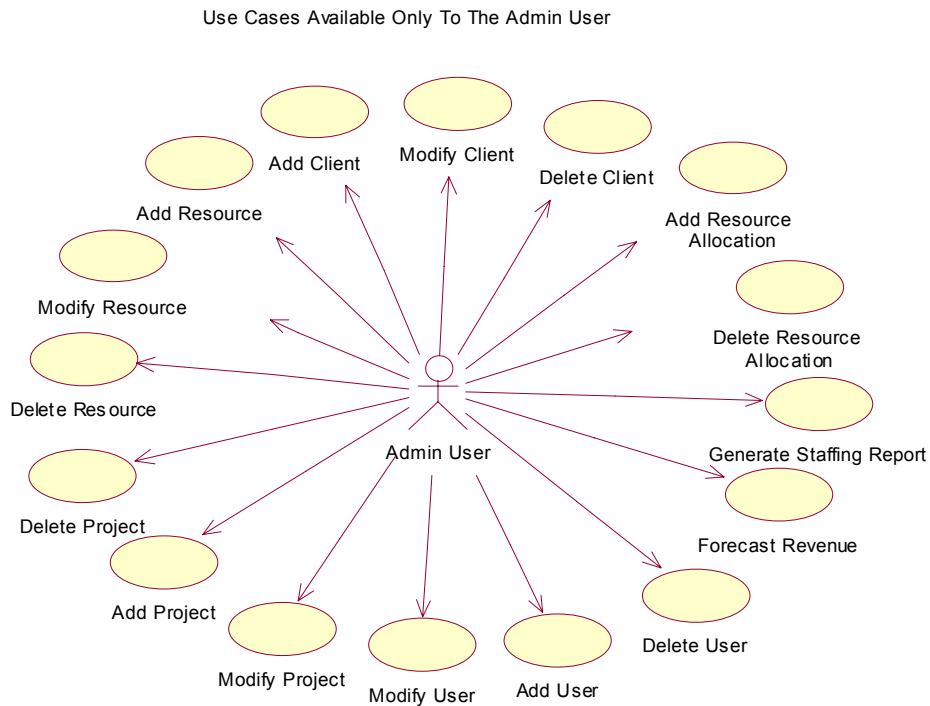 Use Cases Available Only To The Admin User
Add Client
Modify Client
Delete Client
Add Resource
Add Resource
Allocation
Modify Resource
Delete Resource
Allocation
Delete Resource
Admin User
Generate Staffing Report
Delete Project
Forecast Revenue
Add Project
Delete User
Modify Project
Modify User
Add User